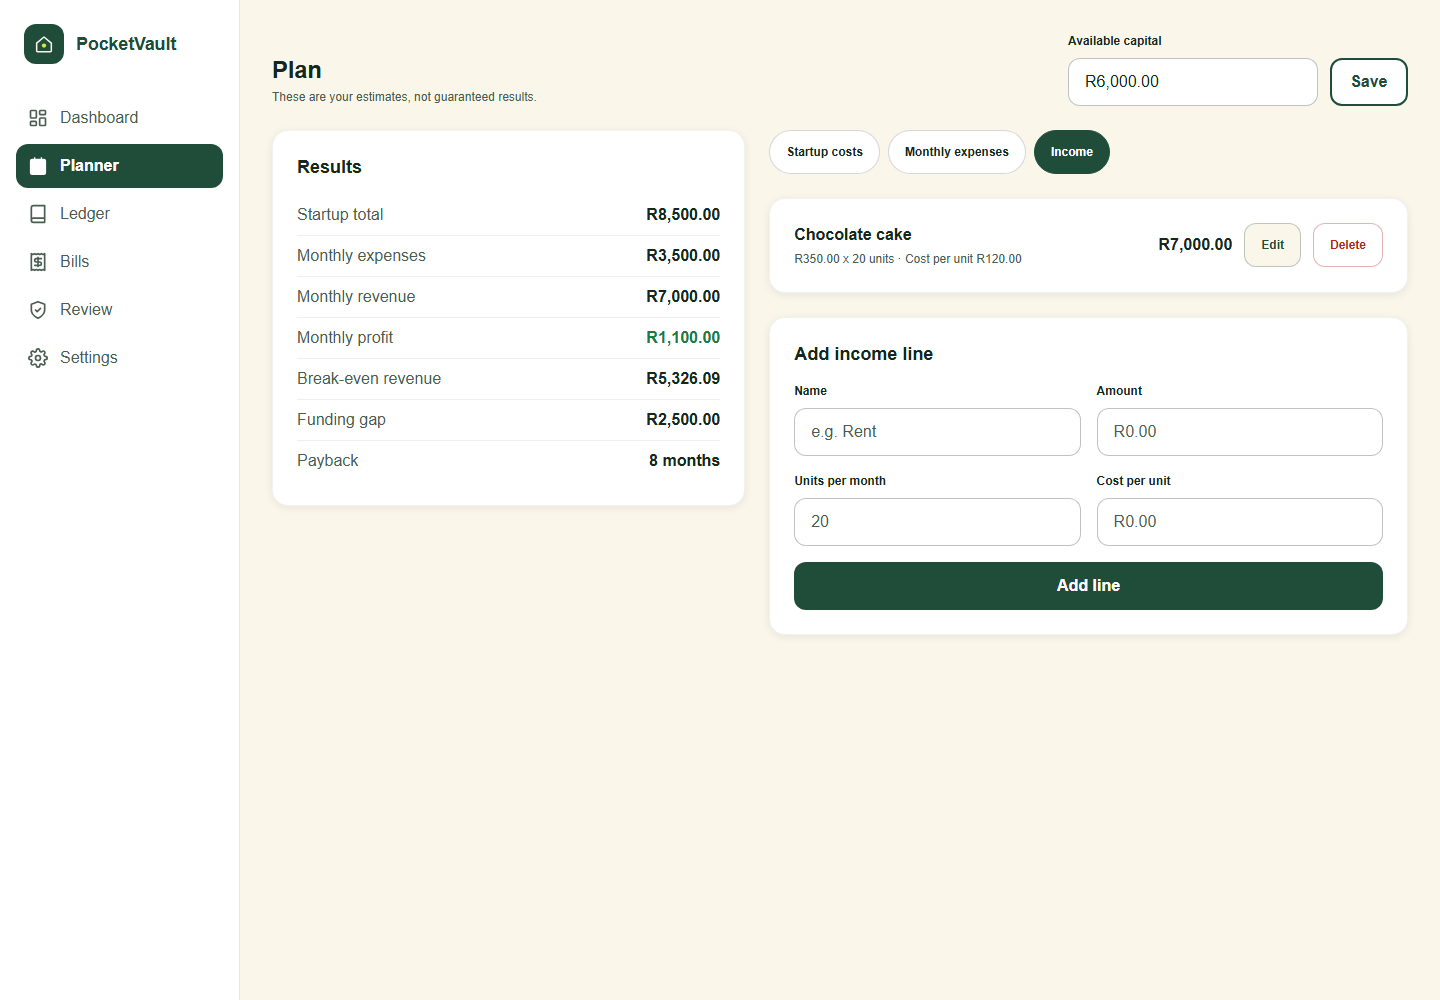 PocketVault
Dashboard
Planner
Ledger
Bills
Review
Settings
Plan
These are your estimates, not guaranteed results.
Available capital
R6,000.00
Save
Results
Startup total R8,500.00
Monthly expenses R3,500.00
Monthly revenue R7,000.00
Monthly profit R1,100.00
Break-even revenue R5,326.09
Funding gap R2,500.00
Payback 8 months
Startup costs Monthly expenses Income
Chocolate cake
R350.00 x 20 units · Cost per unit R120.00
R7,000.00 Edit Delete
Add income line
Name Amount
e.g. Rent R0.00
Units per month Cost per unit
20 R0.00
Add line